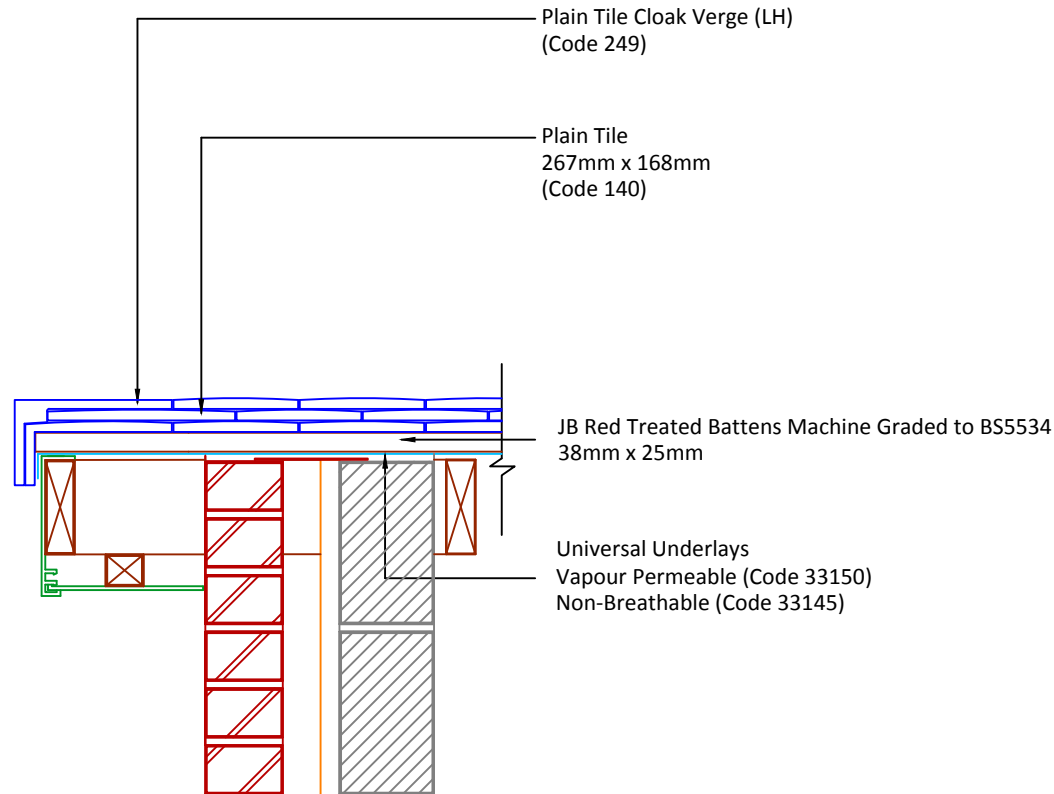 Plain Tile Cloak Verge (LH)
(Code 249)
Plain Tile
267mm x 168mm
(Code 140)
JB Red Treated Battens Machine Graded to BS5534
38mm x 25mm
Universal Underlays
Vapour Permeable (Code 33150)
Non-Breathable (Code 33145)